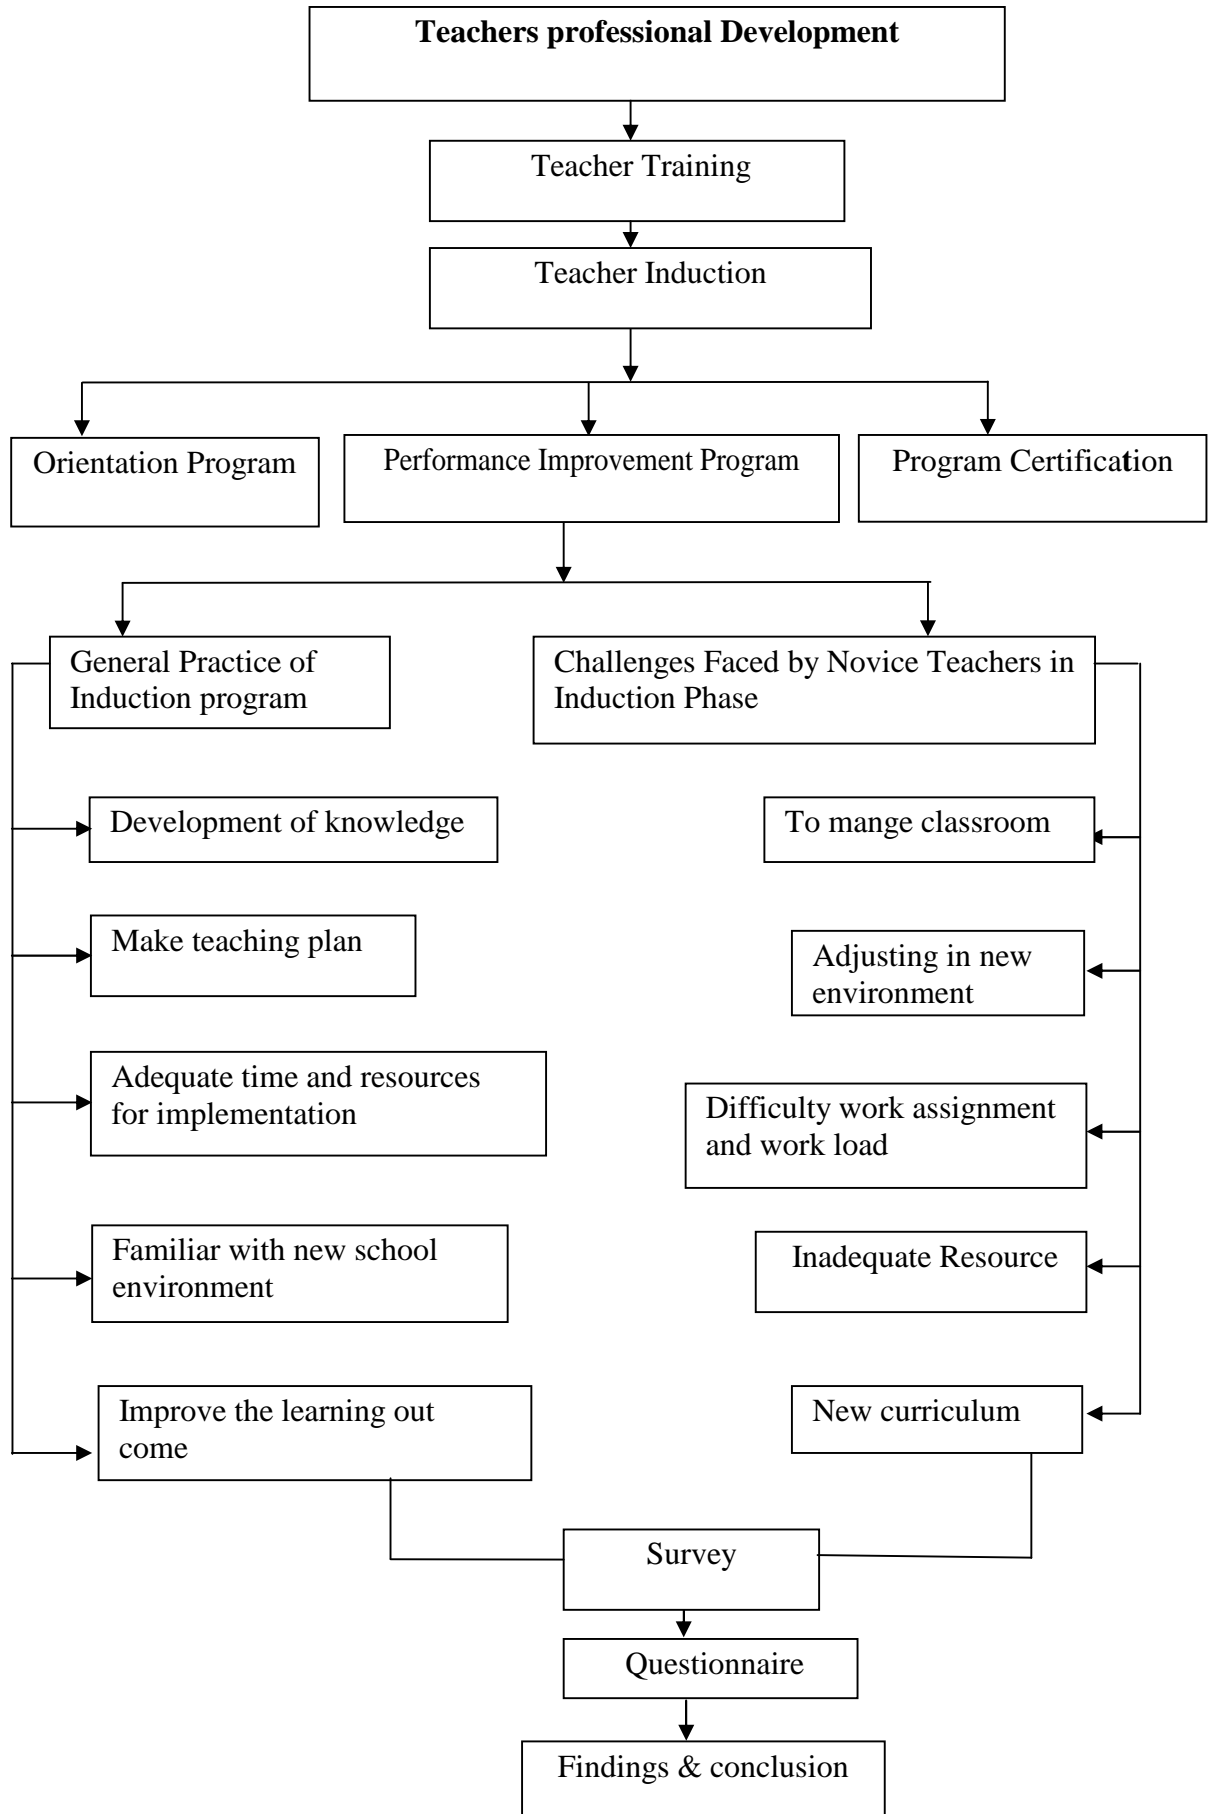 Teachers professional Development
Teacher Training
Teacher Induction
Orientation Program
Performance Improvement Program
Program Certification
General Practice of
Induction program
Challenges Faced by Novice Teachers in
Induction Phase
Development of knowledge
To mange classroom
Make teaching plan
Adjusting in new
environment
Adequate time and resources
for implementation
Difficulty work assignment
and work load
Familiar with new school
environment
Inadequate Resource
Improve the learning out
come
New curriculum
Survey
Questionnaire
Findings & conclusion